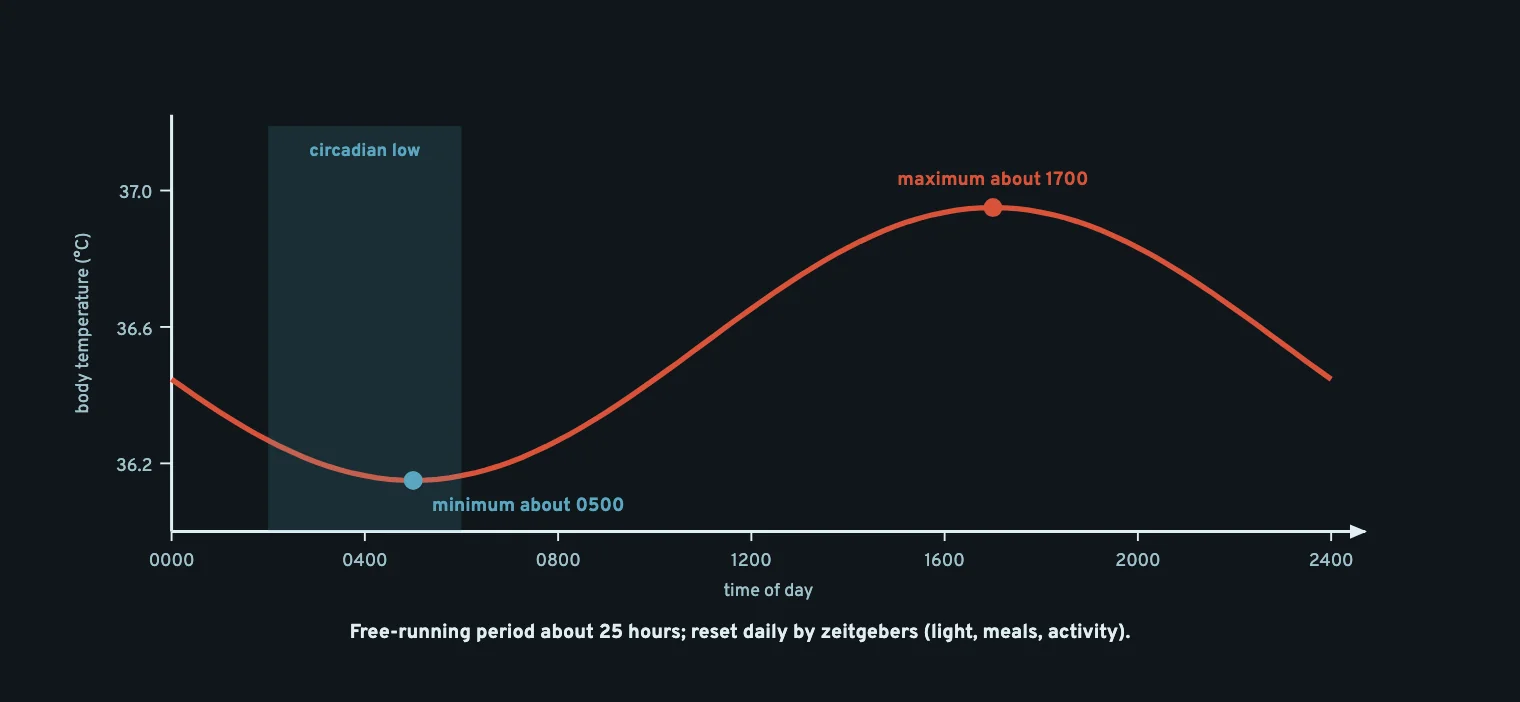 circadian low
maximum about 1700
37.0
36.6
36.2
body temperature (°C)
minimum about 0500
0000 0400 0800 1200 1600 2000 2400
time of day
Free-running period about 25 hours; reset daily by zeitgebers (light, meals, activity).